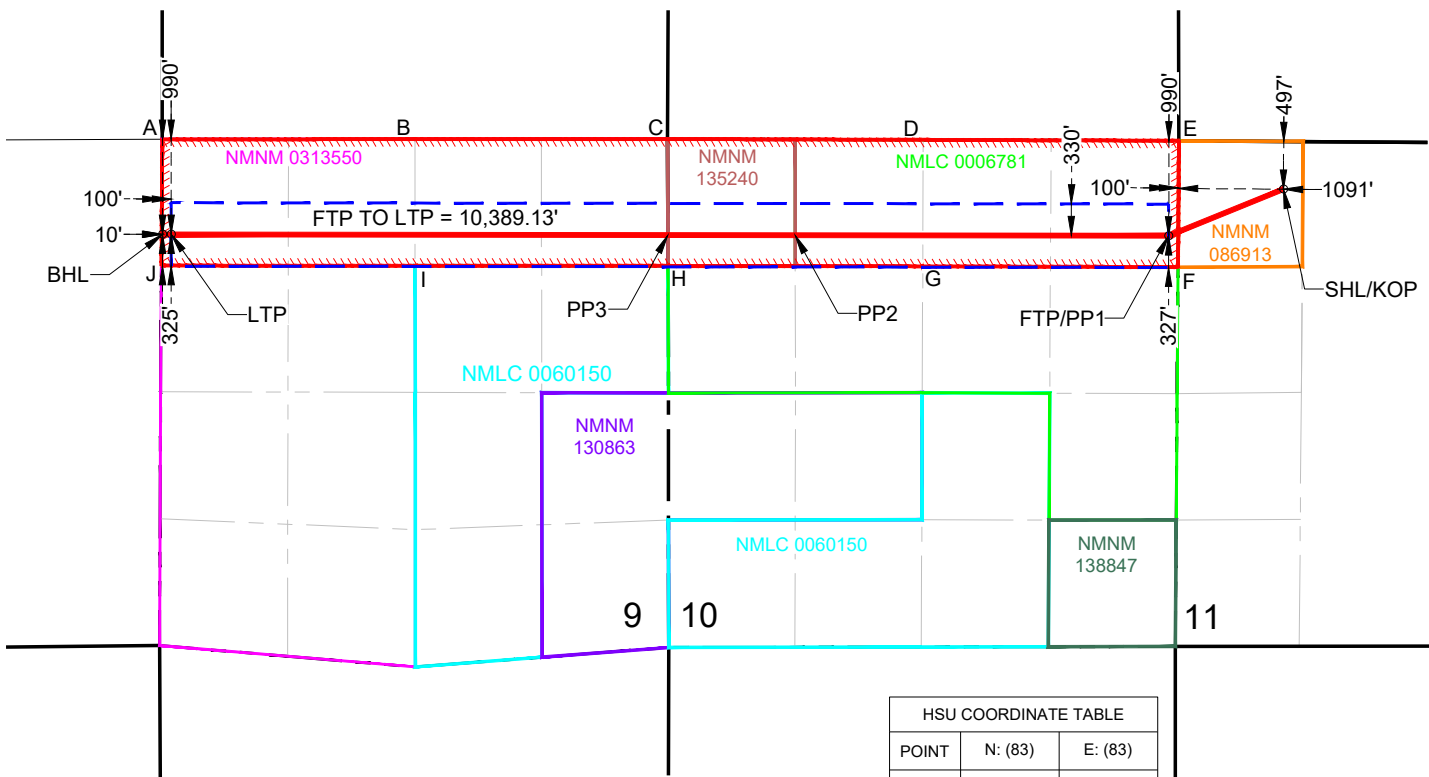 990'
990'
497'
A
B
C
D
E
NMNM 0313550
NMNM
135240
NMLC 0006781
330'
100'
100'
1091'
FTP TO LTP = 10,389.13'
10'
NMNM
086913
BHL
J
I
H
G
F
SHL/KOP
325'
LTP
PP3
PP2
FTP/PP1
327'
NMLC 0060150
NMNM
130863
NMLC 0060150
NMNM
138847
9
10
11
HSU COORDINATE TABLE
POINT N: (83) E: (83)